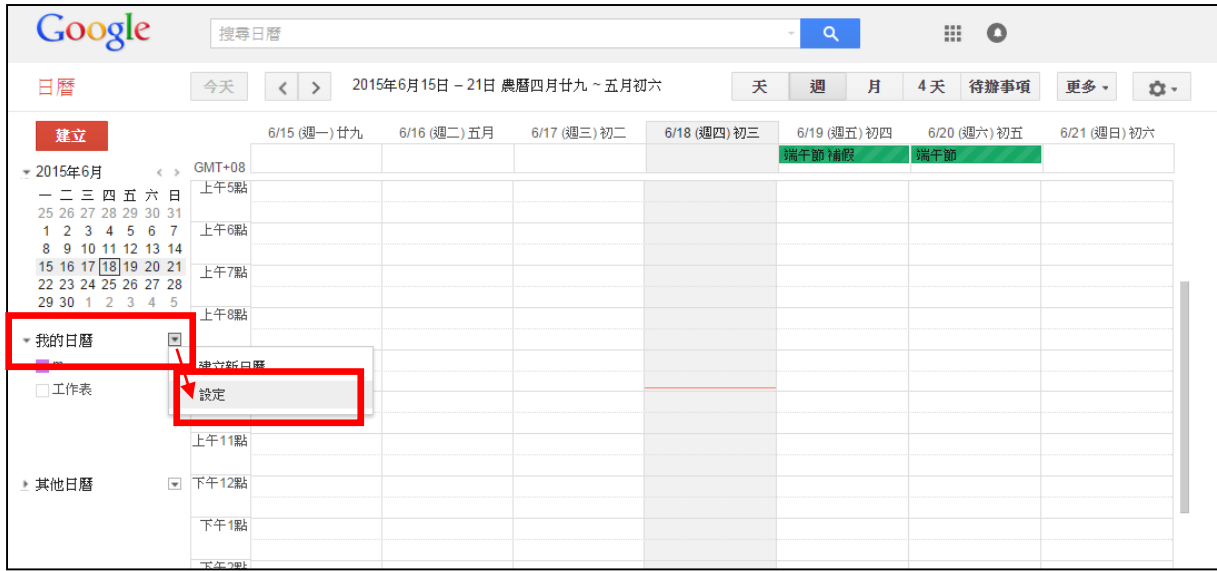 Google 搜尋日曆
日曆 今天 2015年6月15日 – 21日 農曆四月廿九 ~ 五月初六 天 週 月 4 天 待辦事項 更多
建立 6/15 (週一) 廿九 6/16 (週二) 五月 6/17 (週三) 初二 6/18 (週四) 初三 6/19 (週五) 初四 6/20 (週六) 初五 6/21 (週日) 初六
端午節 補假 端午節
2015年6月 GMT+08
一 二 三 四 五 六 日
25 26 27 28 29 30 31
1 2 3 4 5 6 7
8 9 10 11 12 13 14
15 16 17 18 19 20 21
22 23 24 25 26 27 28
29 30 1 2 3 4 5
上午5點
上午6點
上午7點
上午8點
我的日曆
建立新日曆
工作表 設定
上午11點
其他日曆 下午12點
下午1點
下午2點